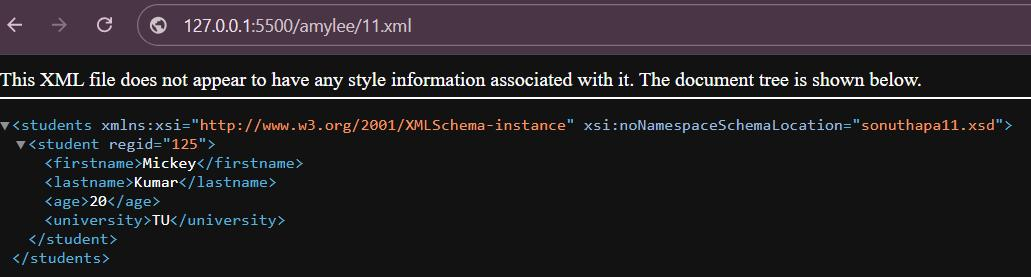 127.0.0.1:5500/amylee/11.xml
This XML file does not appear to have any style information associated with it. The document tree is shown below.
<students xmlns:xsi="http://www.w3.org/2001/XMLSchema-instance" xsi:noNamespaceSchemaLocation="sonuthapa11.xsd">
<student regid="125">
<firstname>Mickey</firstname>
<lastname>Kumar</lastname>
<age>20</age>
<university>TU</university>
</student>
</students>